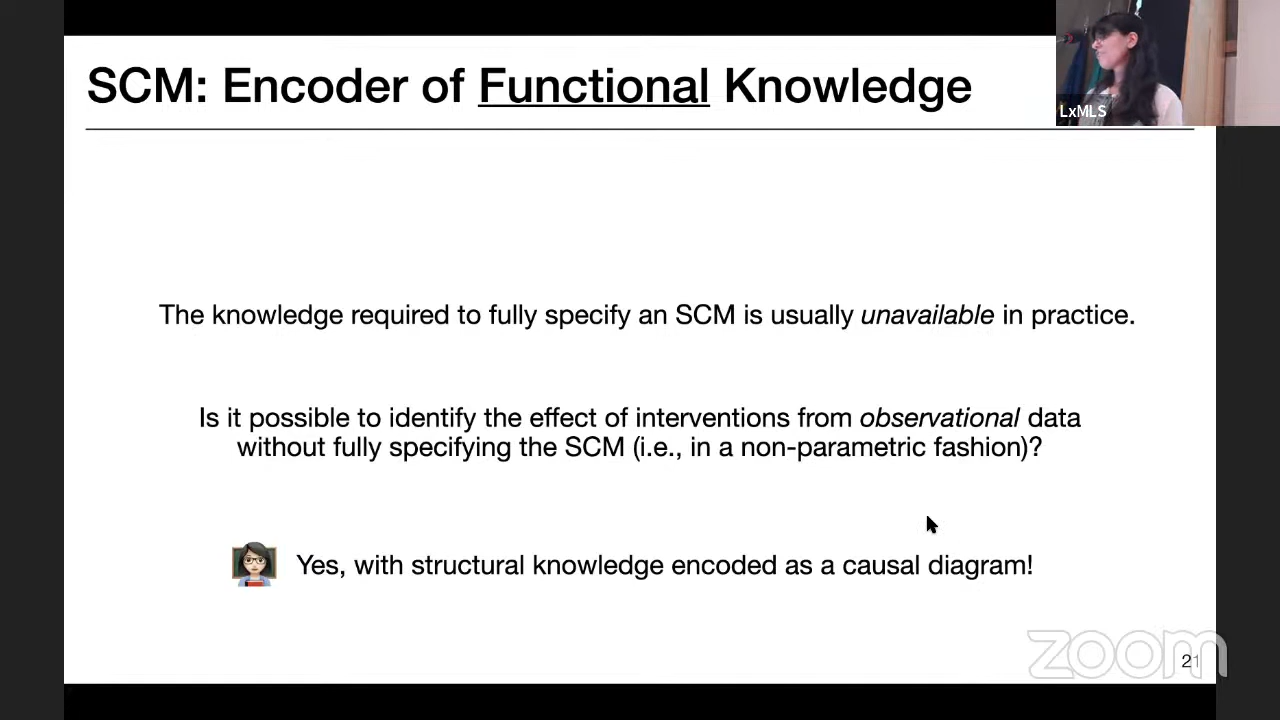 SCM: Encoder of Functional Knowledge
LxMLS
The knowledge required to fully specify an SCM is usually unavailable in practice.
Is it possible to identify the effect of interventions from observational data
without fully specifying the SCM (i.e., in a non-parametric fashion)?
Yes, with structural knowledge encoded as a causal diagram!
zoom
21